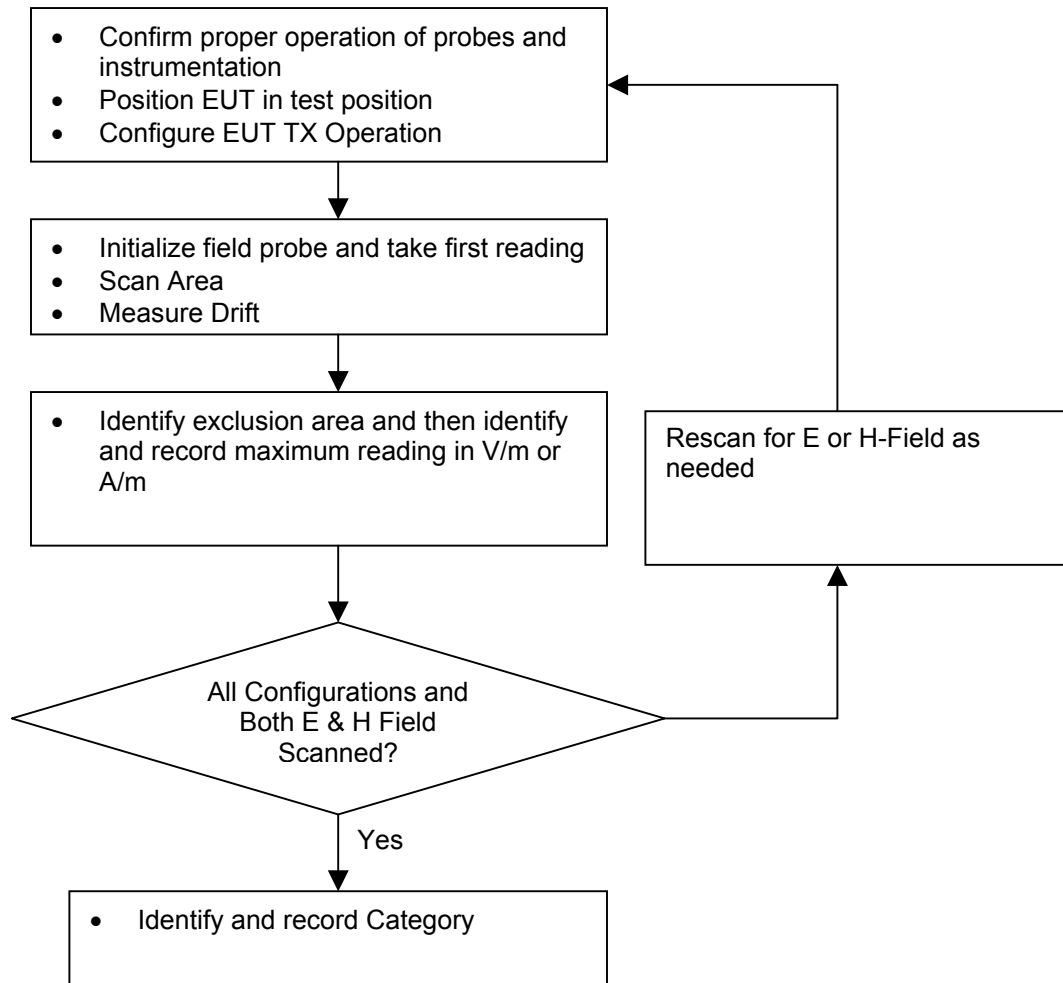 • Confirm proper operation of probes and
instrumentation
• Position EUT in test position
• Configure EUT TX Operation
• Initialize field probe and take first reading
• Scan Area
• Measure Drift
• Identify exclusion area and then identify
and record maximum reading in V/m or
A/m
Rescan for E or H-Field as
needed
All Configurations and
Both E & H Field
Scanned?
Yes
• Identify and record Category